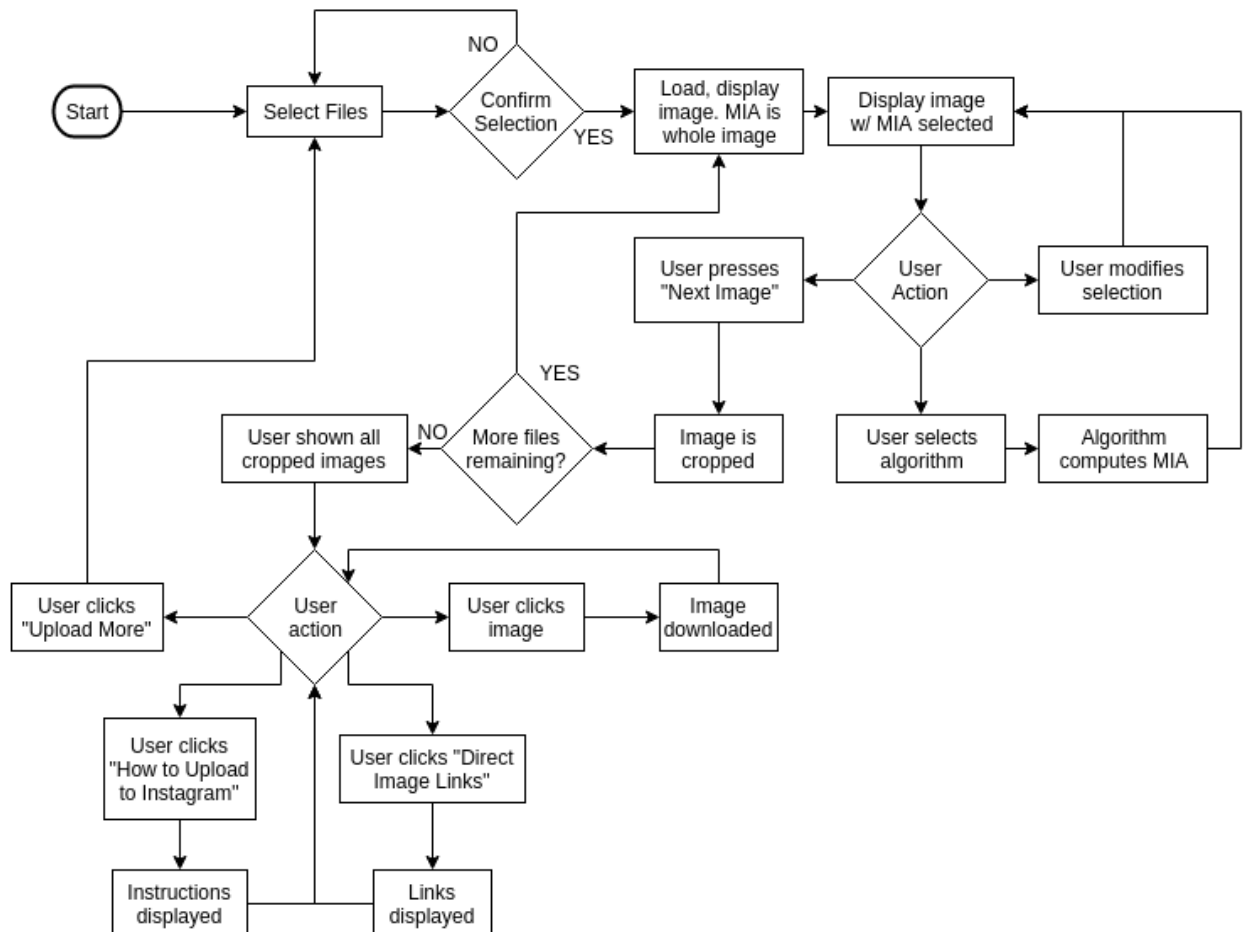 NO
Start
Select Files
Confirm
Selection
YES
Load, display
image. MIA is
whole image
Display image
w/ MIA selected
User presses
"Next Image"
User
Action
User modifies
selection
YES
User shown all
cropped images
NO
More files
remaining?
Image is
cropped
User selects
algorithm
Algorithm
computes MIA
User clicks
"Upload More"
User
action
User clicks
image
Image
downloaded
User clicks
"How to Upload
to Instagram"
User clicks "Direct
Image Links"
Instructions
displayed
Links
displayed